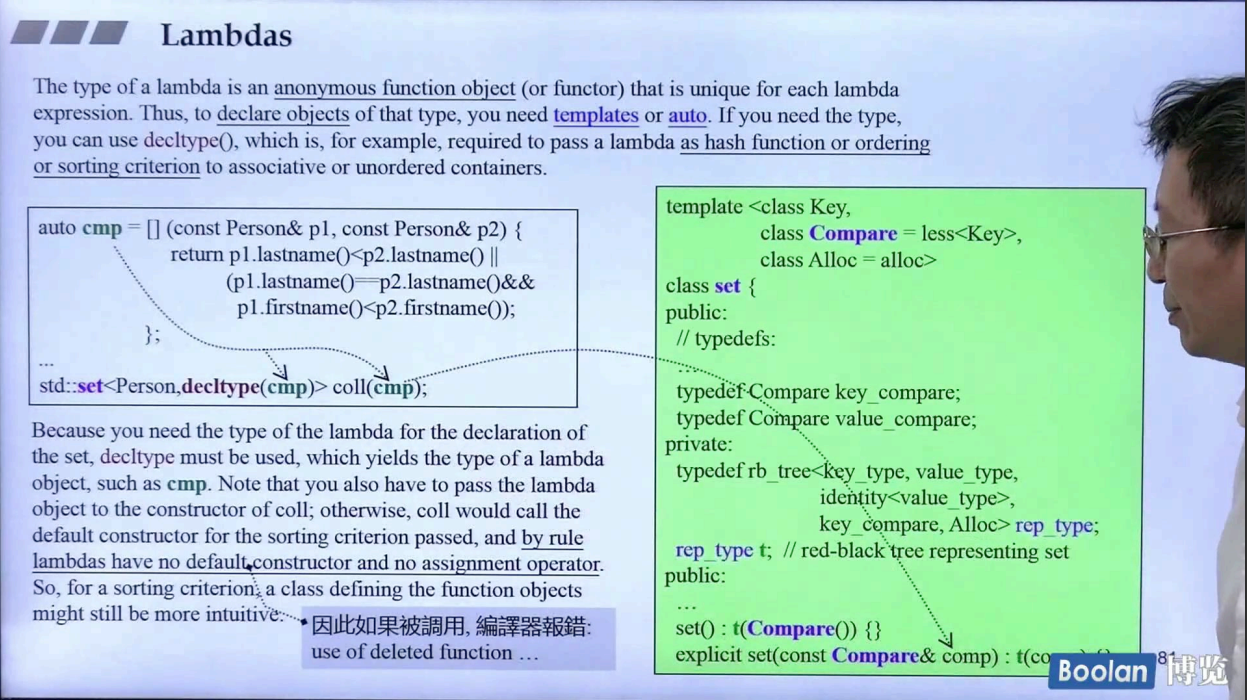 Lambdas
The type of a lambda is an anonymous function object (or functor) that is unique for each lambda
expression. Thus, to declare objects of that type, you need templates or auto. If you need the type,
you can use decltype(), which is, for example, required to pass a lambda as hash function or ordering
or sorting criterion to associative or unordered containers.
auto cmp = [] (const Person& p1, const Person& p2) {
return p1.lastname()<p2.lastname() ||
(p1.lastname()==p2.lastname()&&
p1.firstname()<p2.firstname());
};
...
std::set<Person,decltype(cmp)> coll(cmp);
Because you need the type of the lambda for the declaration of
the set, decltype must be used, which yields the type of a lambda
object, such as cmp. Note that you also have to pass the lambda
object to the constructor of coll; otherwise, coll would call the
default constructor for the sorting criterion passed, and by rule
lambdas have no default constructor and no assignment operator.
So, for a sorting criterion, a class defining the function objects
might still be more intuitive.
因此如果被調用, 編譯器報錯:
use of deleted function …
template <class Key,
class Compare = less<Key>,
class Alloc = alloc>
class set {
public:
// typedefs:
...
typedef Compare key_compare;
typedef Compare value_compare;
private:
typedef rb_tree<key_type, value_type,
identity<value_type>,
key_compare, Alloc> rep_type;
rep_type t; // red-black tree representing set
public:
...
set() : t(Compare()) {}
explicit set(const Compare& comp) : t(co
81
Boolan 博览